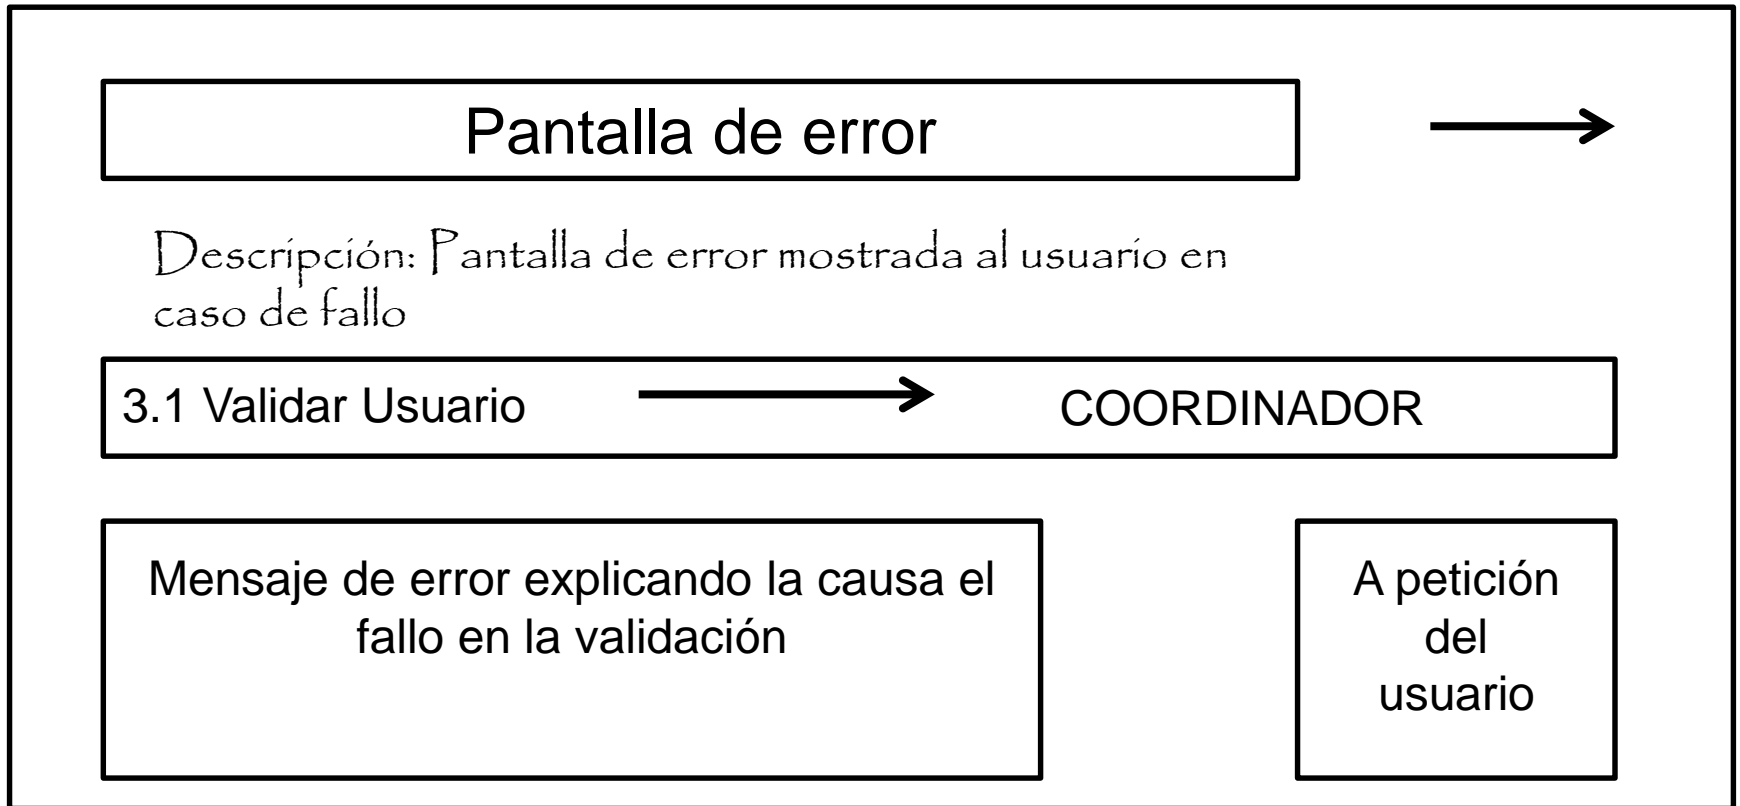 Pantalla de error
Descripción: Pantalla de error mostrada al usuario en
caso de fallo
3.1 Validar Usuario COORDINADOR
Mensaje de error explicando la causa el
fallo en la validación
A petición
del
usuario